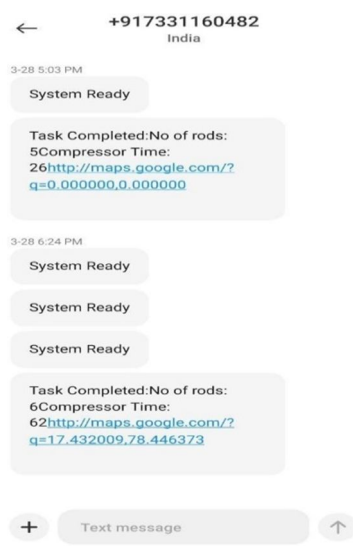 +917331160482
India
3-28 5:03 PM
System Ready
Task Completed:No of rods:
5Compressor Time:
26http://maps.google.com/?
q=0.000000,0.000000
3-28 6:24 PM
System Ready
System Ready
System Ready
Task Completed:No of rods:
6Compressor Time:
62http://maps.google.com/?
q=17.432009,78.446373
Text message